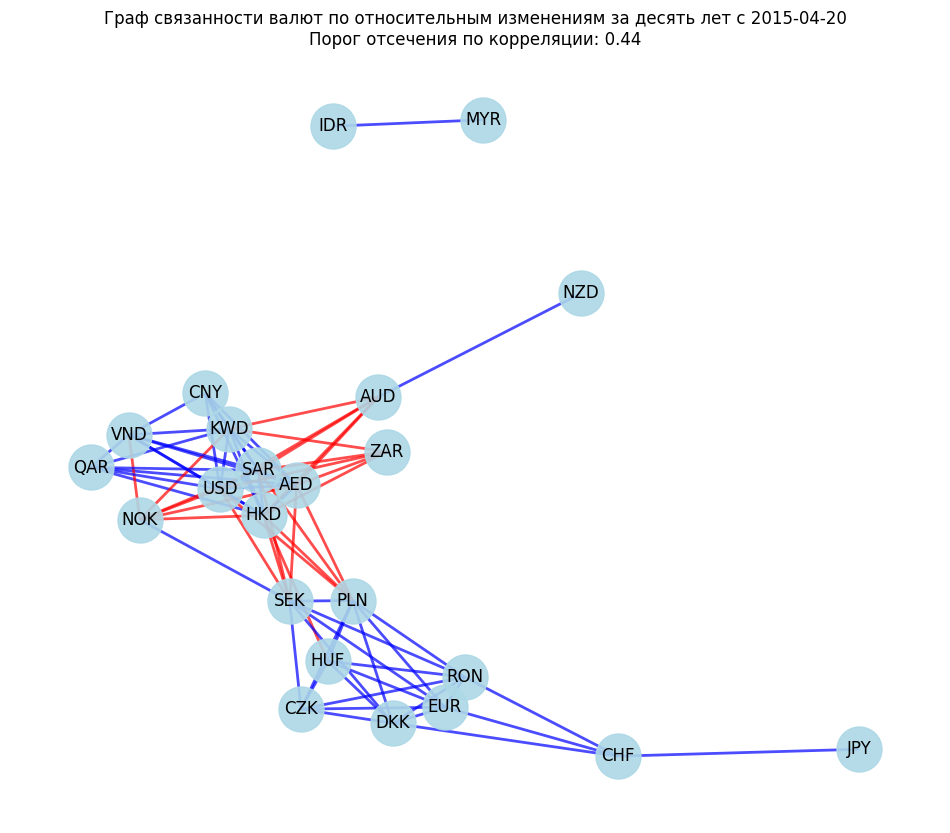 Граф связанности валют по относительным изменениям за десять лет с 2015-04-20
Порог отсечения по корреляции: 0.44
IDR
MYR
NZD
CNY
AUD
VND
KWD
ZAR
QAR
SAR
USD
AED
NOK
HKD
SEK
PLN
HUF
RON
CZK
EUR
DKK
CHF
JPY